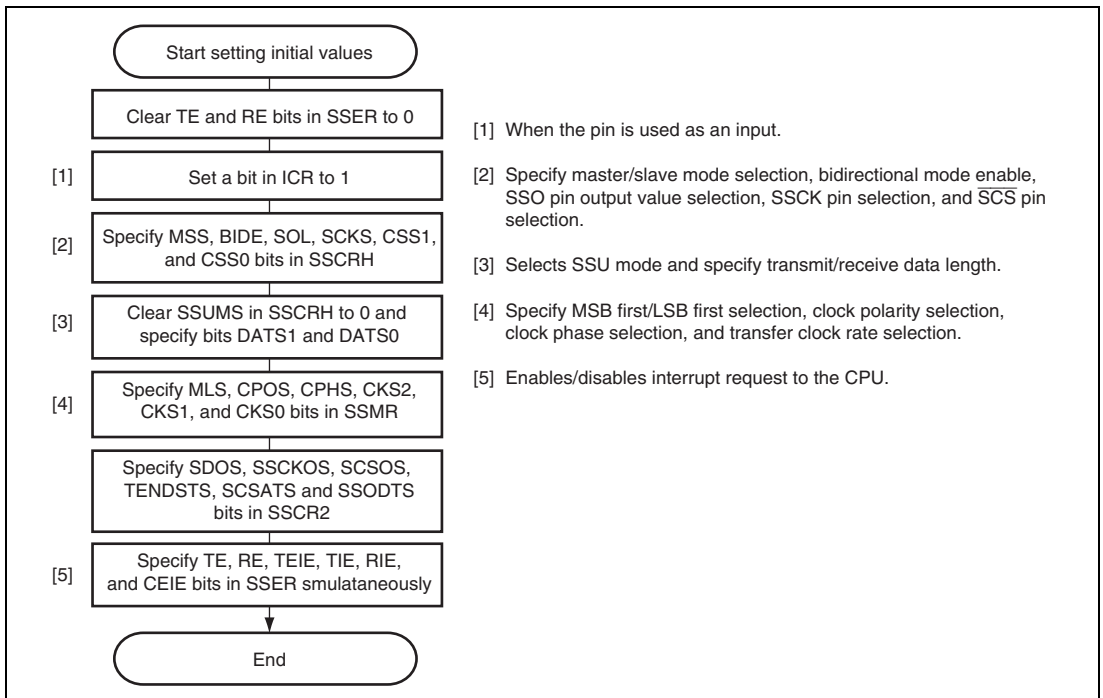 Start setting initial values
Clear TE and RE bits in SSER to 0
[1] Set a bit in ICR to 1
[2] Specify MSS, BIDE, SOL, SCKS, CSS1,
and CSS0 bits in SSCRH
[3] Clear SSUMS in SSCRH to 0 and
specify bits DATS1 and DATS0
[4] Specify MLS, CPOS, CPHS, CKS2,
CKS1, and CKS0 bits in SSMR
Specify SDOS, SSCKOS, SCSOS,
TENDSTS, SCSATS and SSODTS
bits in SSCR2
[5] Specify TE, RE, TEIE, TIE, RIE,
and CEIE bits in SSER smulataneously
End
[1] When the pin is used as an input.
[2] Specify master/slave mode selection, bidirectional mode enable,
SSO pin output value selection, SSCK pin selection, and S̅C̅S̅ pin
selection.
[3] Selects SSU mode and specify transmit/receive data length.
[4] Specify MSB first/LSB first selection, clock polarity selection,
clock phase selection, and transfer clock rate selection.
[5] Enables/disables interrupt request to the CPU.